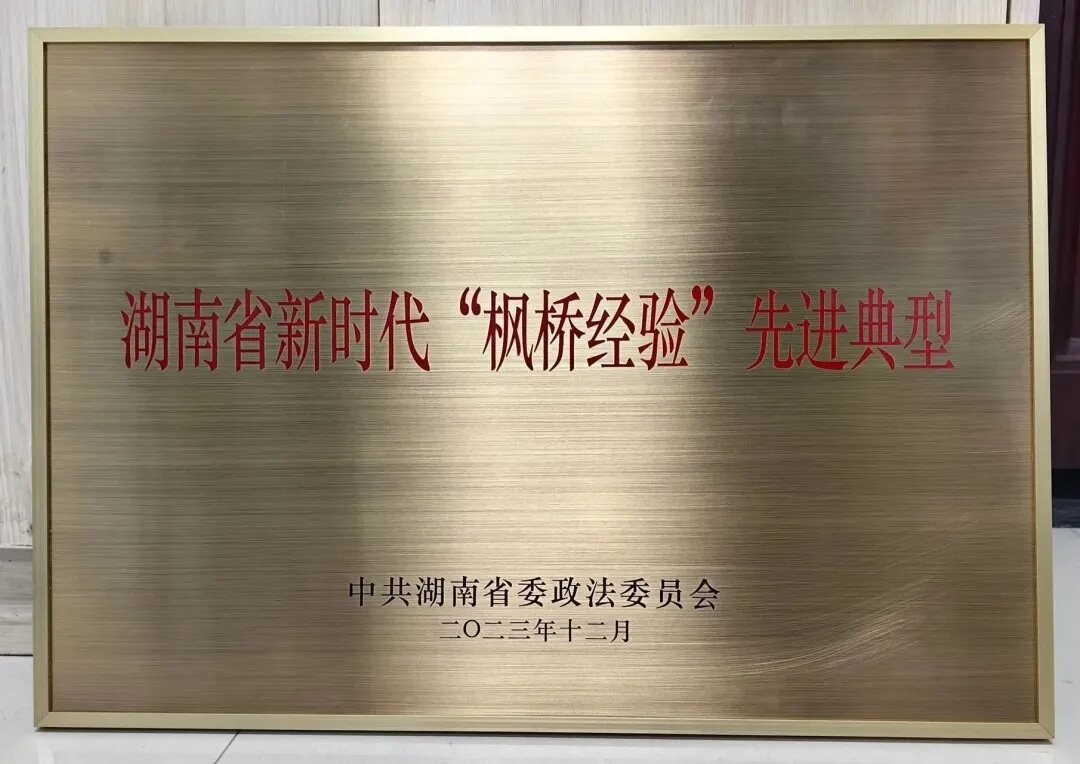 湖南省新时代“枫桥经验”先进典型
中共湖南省委政法委员会
二〇二三年十二月